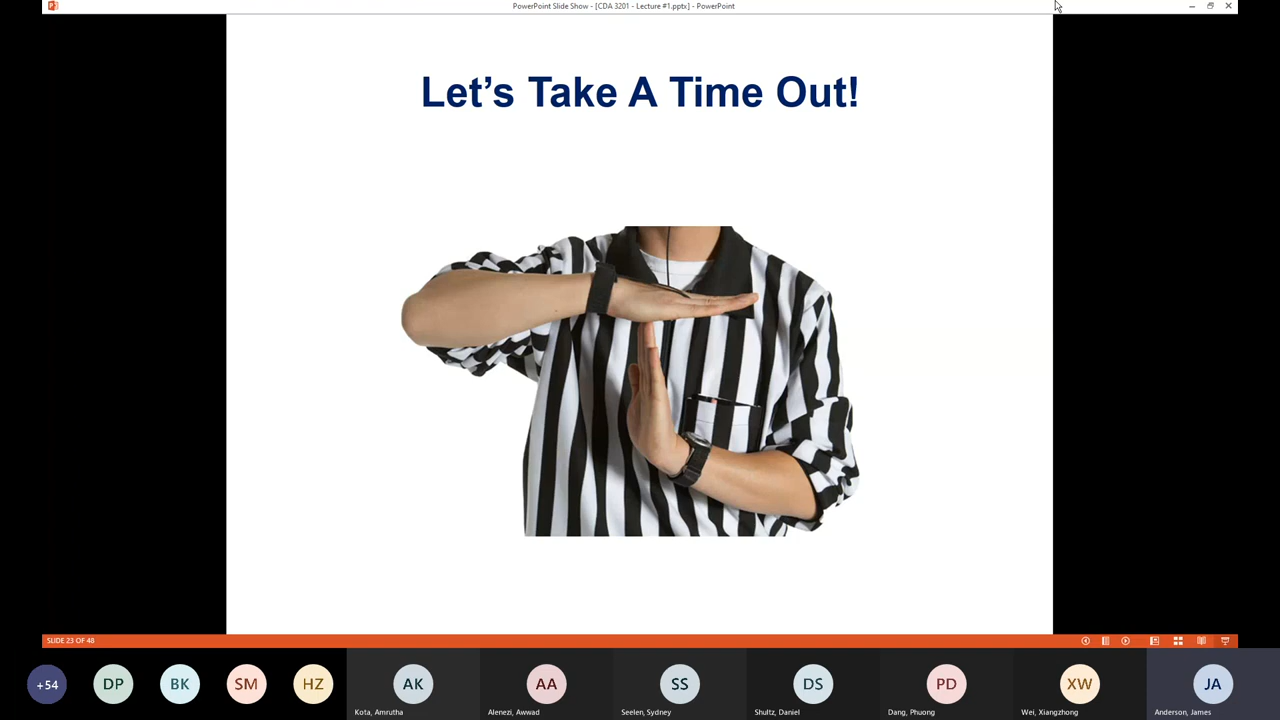 PowerPoint Slide Show - [CDA 3201 - Lecture #1.pptx] - PowerPoint
Let's Take A Time Out!
SLIDE 23 OF 48
+54
DP
BK
SM
HZ
AK
AA
SS
DS
PD
XW
JA
Kota, Amrutha
Alenezi, Awwad
Seelen, Sydney
Shultz, Daniel
Dang, Phuong
Wei, Xiangzhong
Anderson, James